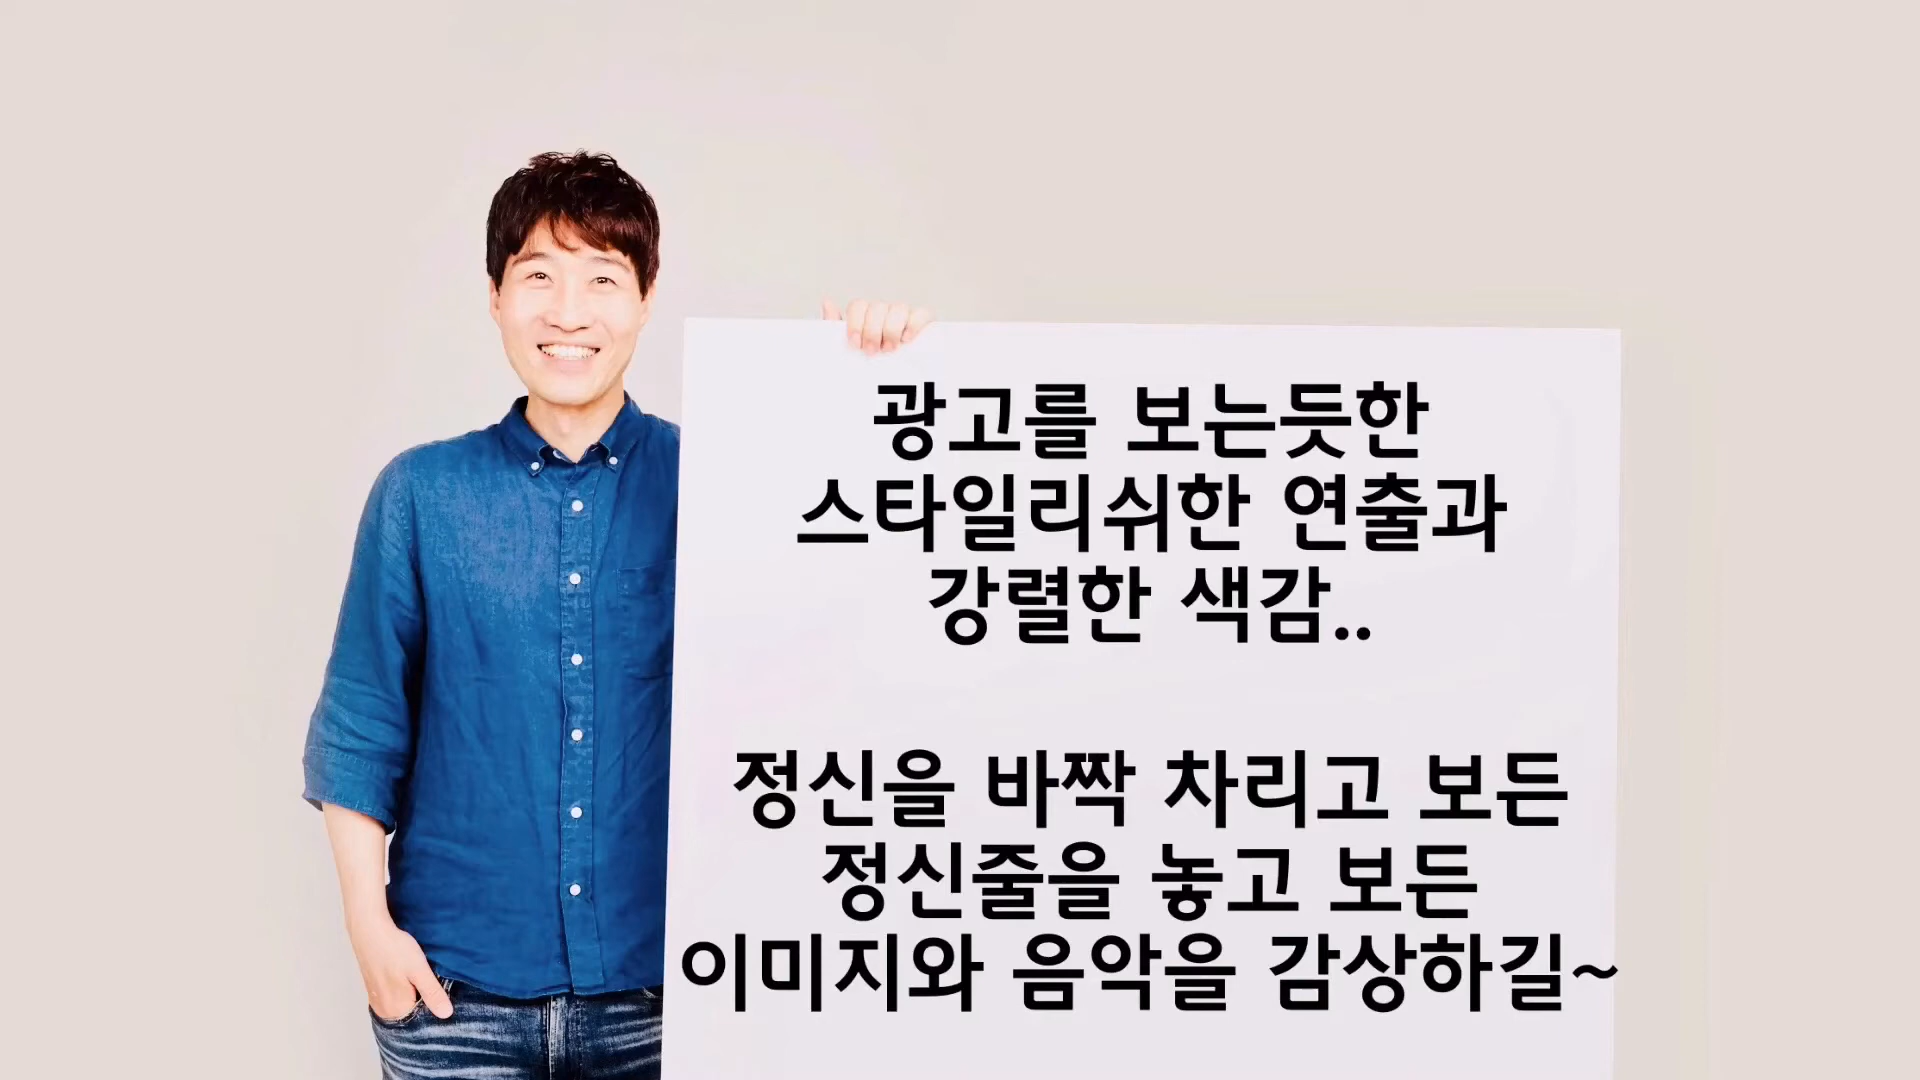 광고를 보는듯한
스타일리쉬한 연출과
강렬한 색감..
정신을 바짝 차리고 보든
정신줄을 놓고 보든
이미지와 음악을 감상하길~